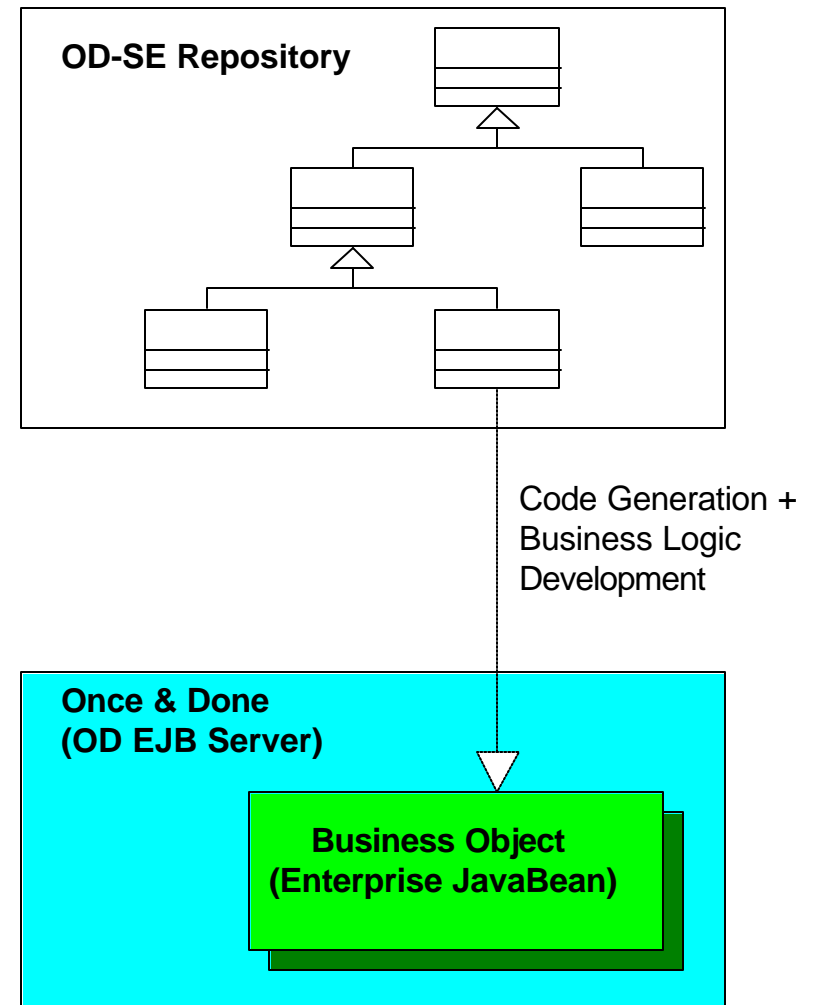 OD-SE Repository
Code Generation +
Business Logic
Development
Once & Done
(OD EJB Server)
Business Object
(Enterprise JavaBean)